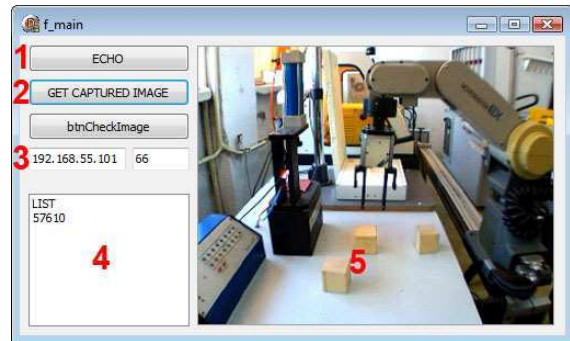 f_main
1 ECHO
2 GET CAPTURED IMAGE
btnCheckImage
3 192.168.55.101 66
LIST
57610
4
5